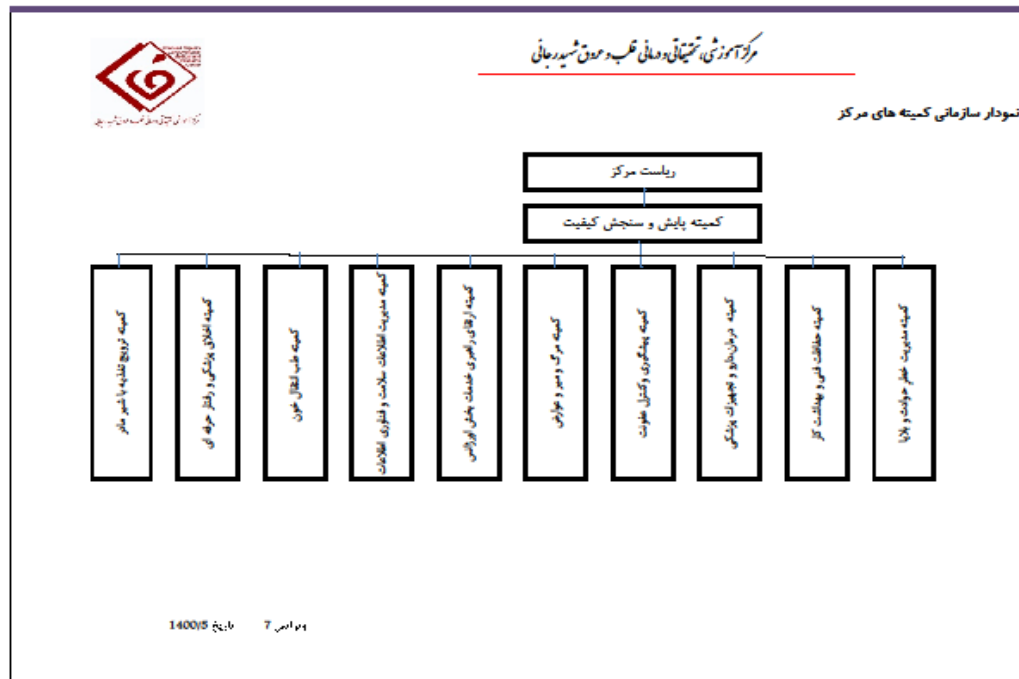 مرکز آموزشی، تحقیقاتی و درمانی قلب و عروق شهید رجائی
نمودار سازمانی کمیته های مرکز
ریاست مرکز
کمیته پایش و سنجش کیفیت
کمیته مدیریت خطر حوادث و بلایا
کمیته حفاظت فنی و بهداشت کار
کمیته درمان،دارو و تجهیزات پزشکی
کمیته پیشگیری وکنترل عفونت
کمیته مرگ و میر و عوارض
کمیته ارتقای راهبری خدمات بخش اورژانس
کمیته مدیریت اطلاعات سلامت و فناوری اطلاعات
کمیته طب انتقال خون
کمیته اخلاق پزشکی و رفتار حرفه ای
کمیته ترویج تغذیه با شیر مادر
ویرایش 7 تاریخ 1400/5